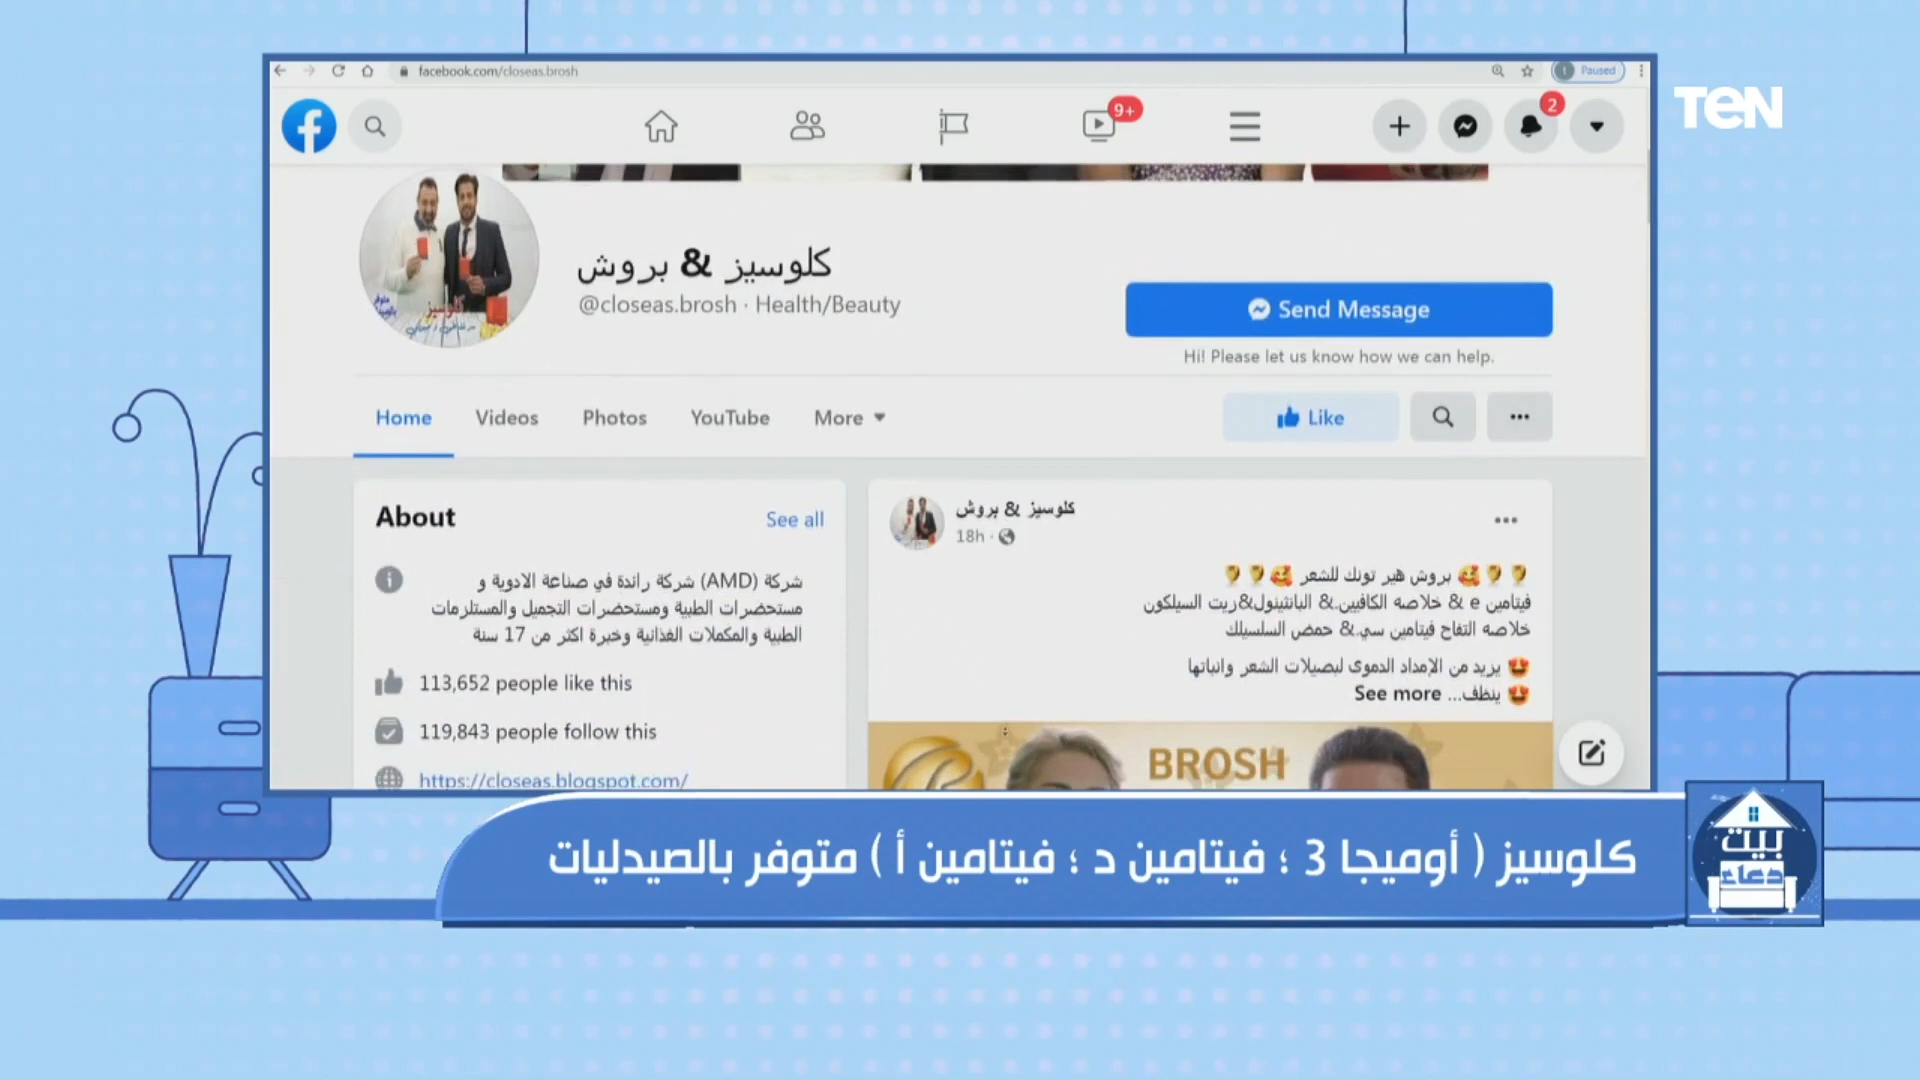 facebook.com/closeas.brosh
Paused
TeN
9+
2
كلوسيز & بروش
@closeas.brosh · Health/Beauty
Send Message
Hi! Please let us know how we can help.
Home
Videos
Photos
YouTube
More
Like
About
See all
شركة (AMD) شركة رائدة في صناعة الادوية و
مستحضرات الطبية ومستحضرات التجميل والمستلزمات
الطبية والمكملات الغذائية وخبرة اكثر من 17 سنة
113,652 people like this
119,843 people follow this
https://closeas.blogspot.com/
كلوسيز & بروش
18h ·
بروش هير تونك للشعر
فيتامين e & خلاصه الكافيين.& البانثينول&زيت السيلكون
خلاصه التفاح فيتامين سي.& حمض السلسيلك
يزيد من الإمداد الدموى لبصيلات الشعر وانباتها
ينظف... See more
BROSH
كلوسيز ( أوميجا 3 ؛ فيتامين د ؛ فيتامين أ ) متوفر بالصيدليات
بيت
دعاء